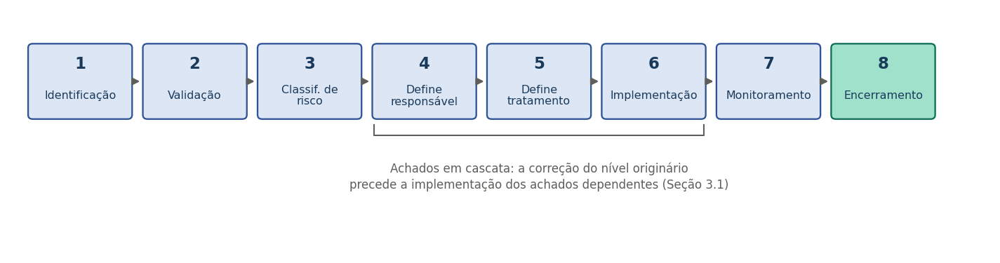 1
Identificação
2
Validação
3
Classif. de
risco
4
Define
responsável
5
Define
tratamento
6
Implementação
7
Monitoramento
8
Encerramento
Achados em cascata: a correção do nível originário
precede a implementação dos achados dependentes (Seção 3.1)